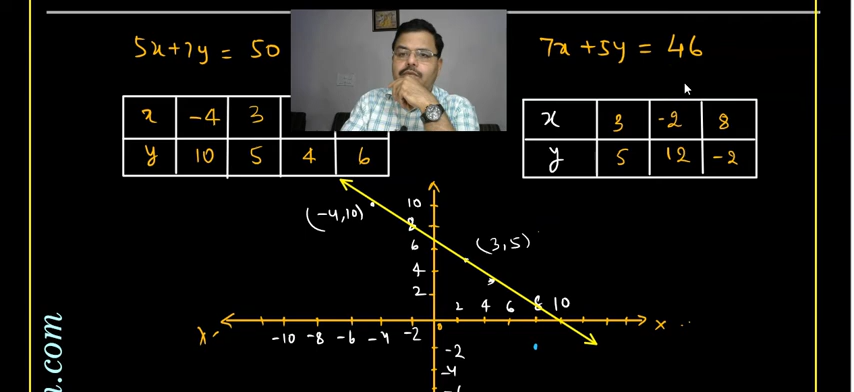 5x+7y = 50
7x + 5y = 46
x -4 3
y 10 5 4 6
x 3 -2 8
y 5 12 -2
(-4,10)
(3,5)
10
8
6
4
2
2 4 6 8 10
x- -10 -8 -6 -4 -2 0 x
-2
-4